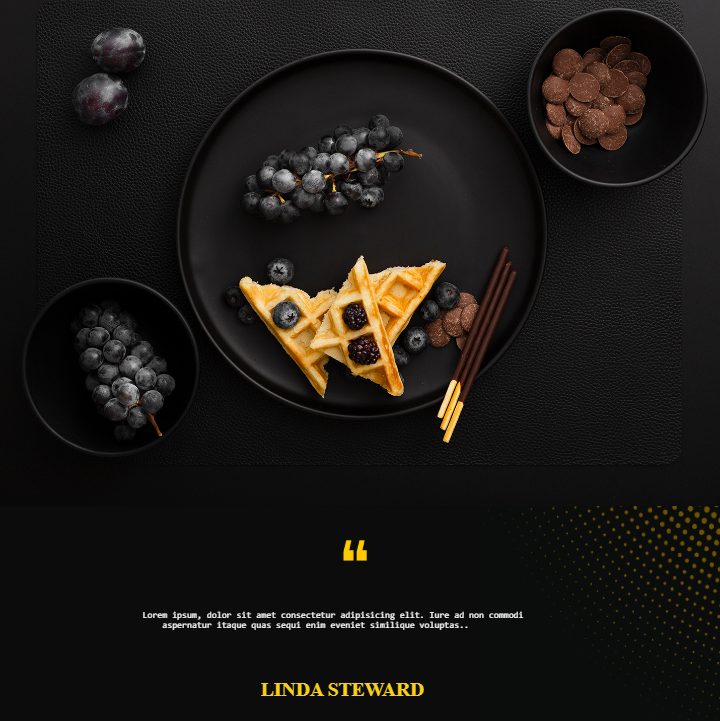 “
Lorem ipsum, dolor sit amet consectetur adipisicing elit. Iure ad non commodi
aspernatur itaque quas sequi enim eveniet similique voluptas..
LINDA STEWARD